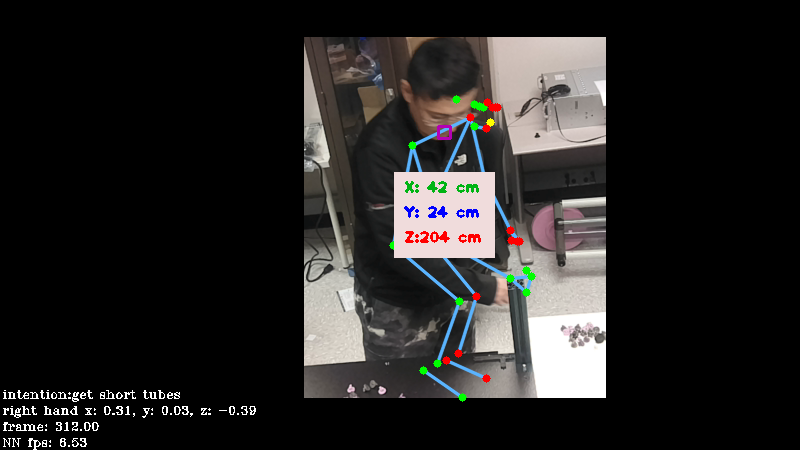 X: 42 cm
Y: 24 cm
Z:204 cm
intention:get short tubes
right hand x: 0.31, y: 0.03, z: −0.39
frame: 312.00
NN fps: 6.53